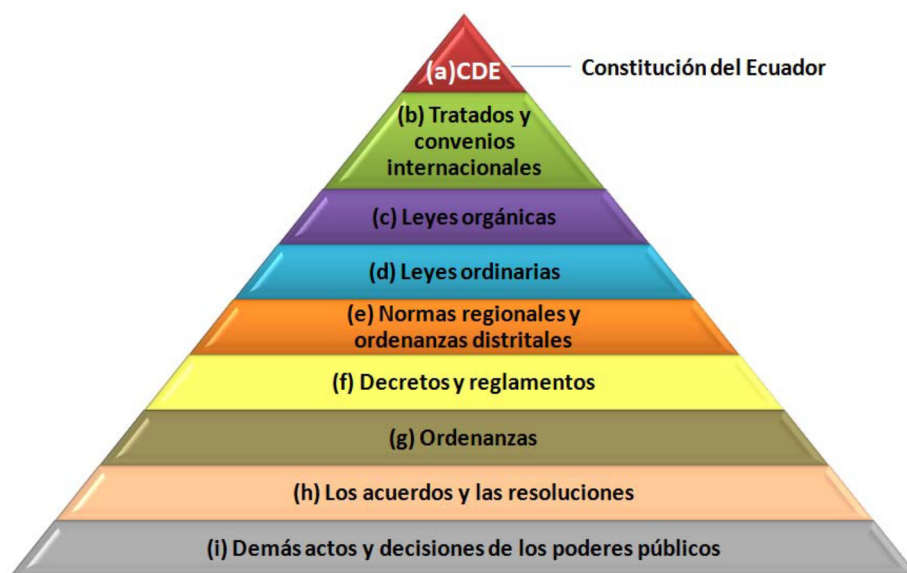 (a)CDE
Constitución del Ecuador
(b) Tratados y
convenios
internacionales
(c) Leyes orgánicas
(d) Leyes ordinarias
(e) Normas regionales y
ordenanzas distritales
(f) Decretos y reglamentos
(g) Ordenanzas
(h) Los acuerdos y las resoluciones
(i) Demás actos y decisiones de los poderes públicos